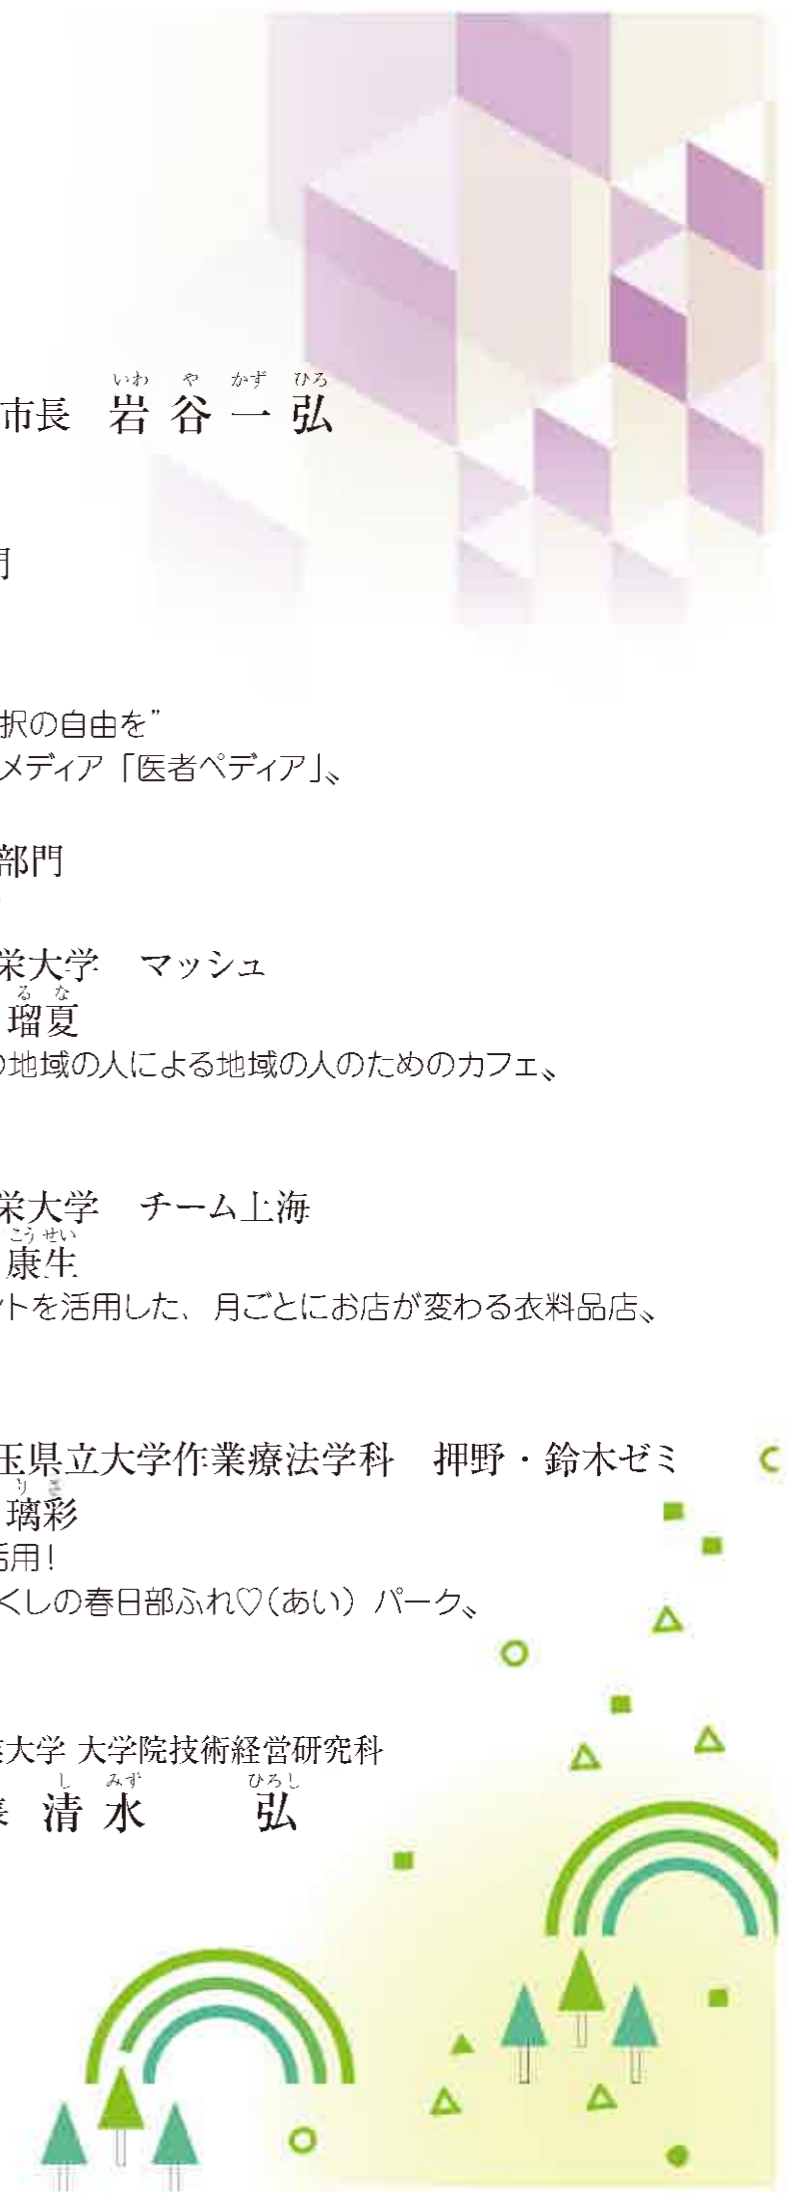 市長 岩谷一弘
いわ や かず ひろ
択の自由を”
メディア「医者ペディア」〟
部門
栄大学 マッシュ
る な
瑠夏
の地域の人による地域の人のためのカフェ〟
栄大学 チーム上海
こう せい
康生
ントを活用した、月ごとにお店が変わる衣料品店〟
玉県立大学作業療法学科 押野・鈴木ゼミ
り さ
璃彩
活用!
くしの春日部ふれ♡(あい)パーク〟
大学 大学院技術経営研究科
し みず ひろし
清水 弘